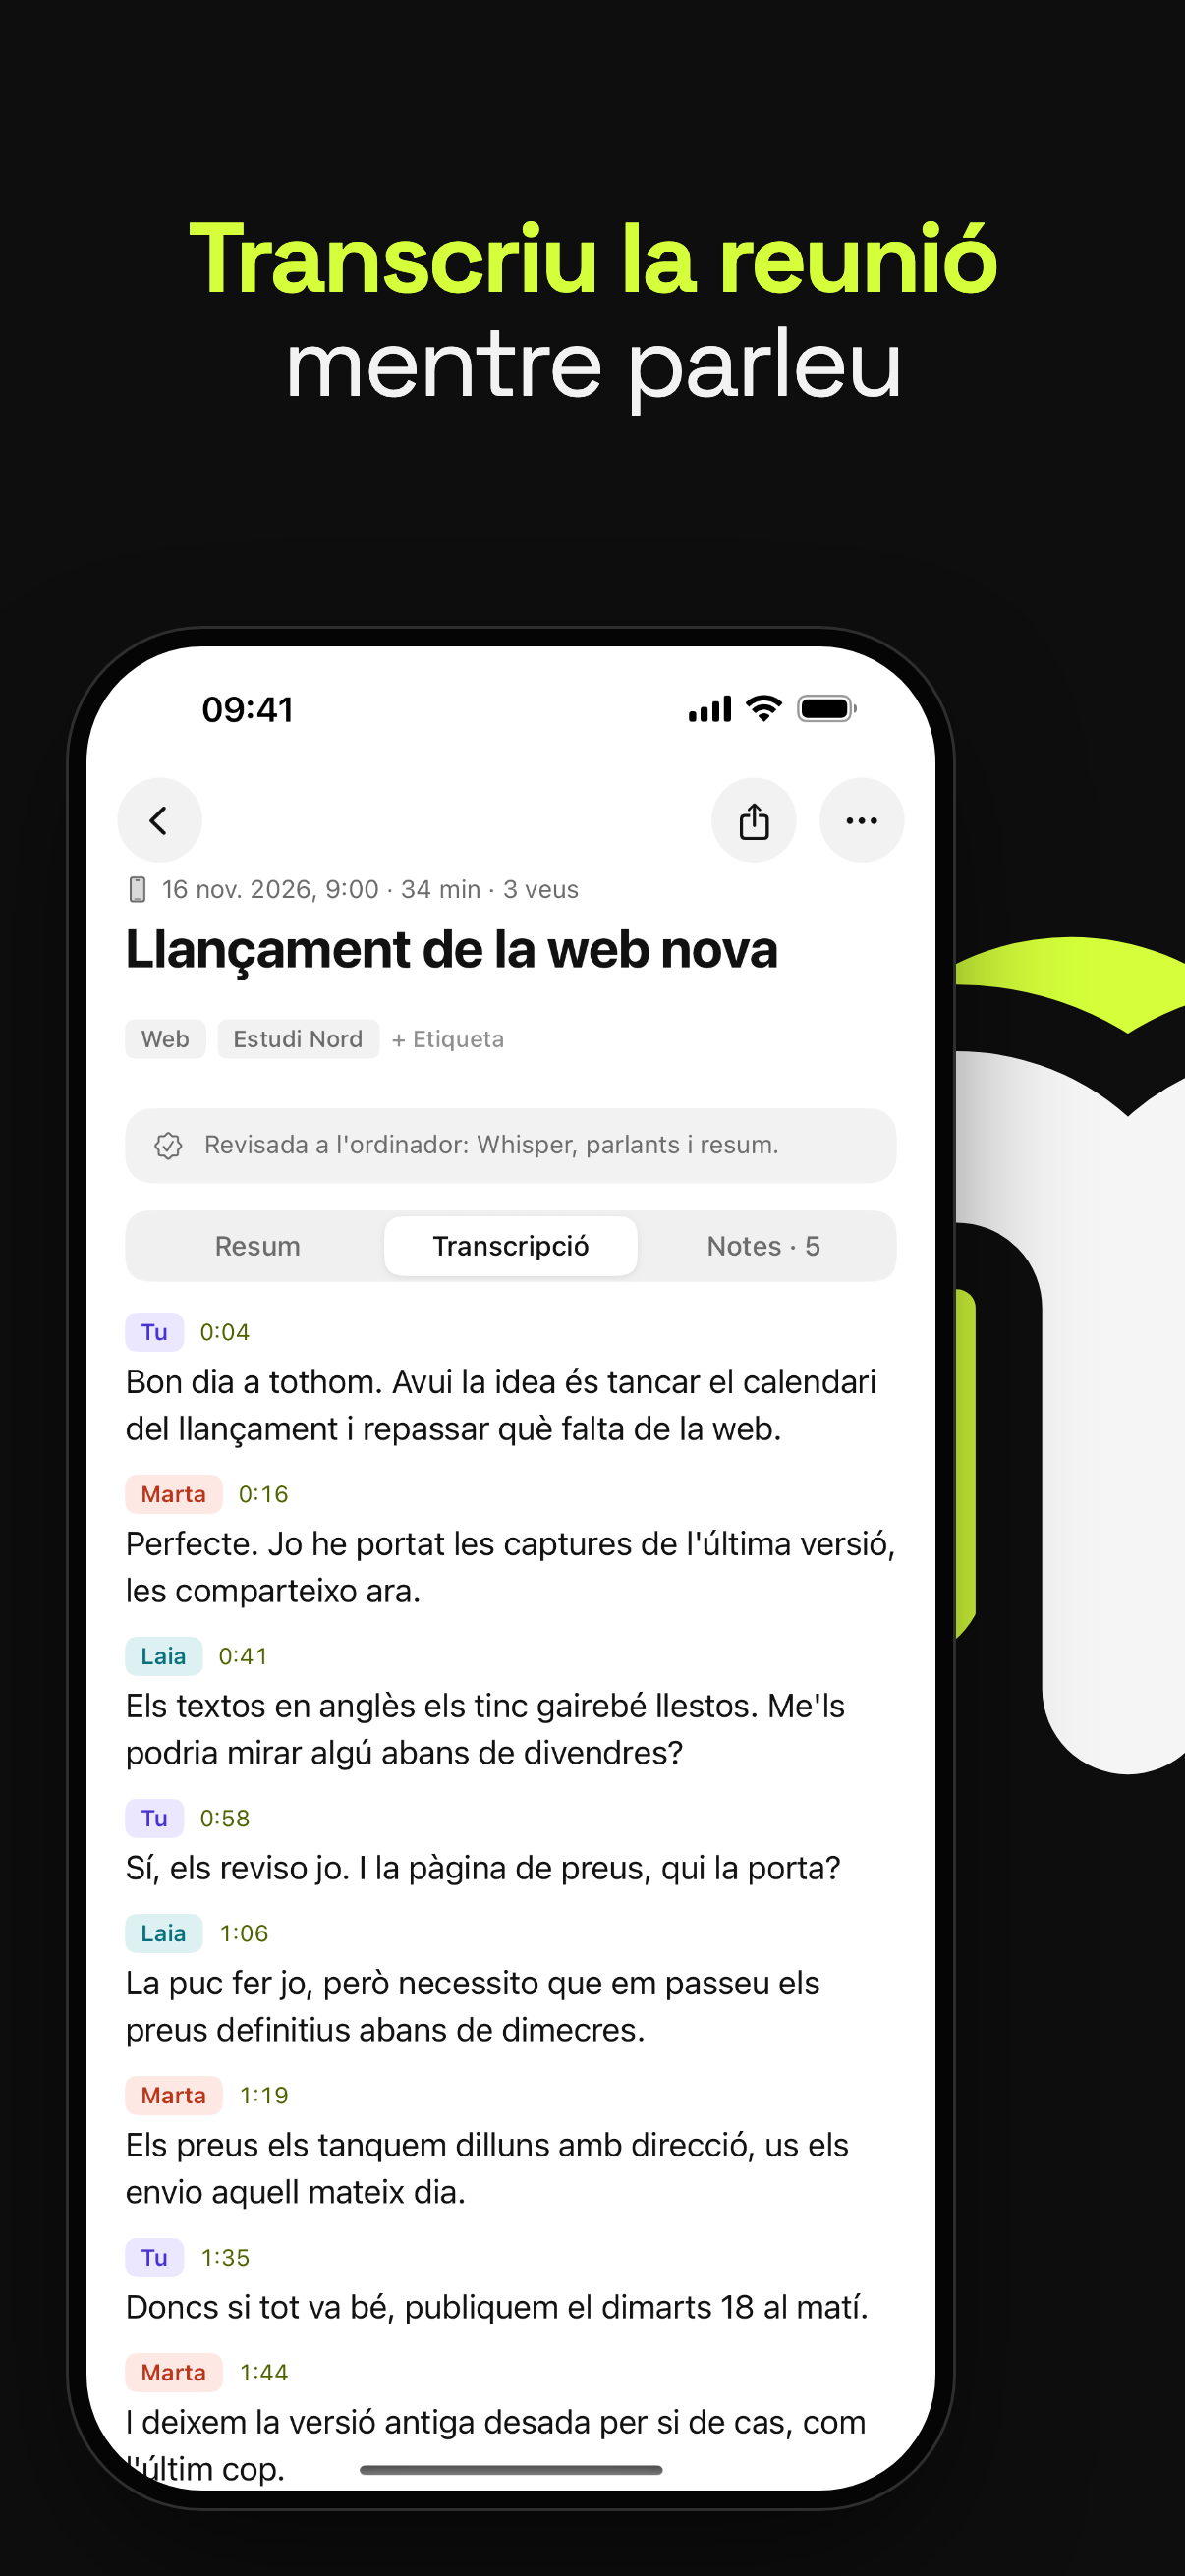 Transcriu la reunió
mentre parleu
09:41
16 nov. 2026, 9:00 · 34 min · 3 veus
Llançament de la web nova
Web Estudi Nord + Etiqueta
Revisada a l'ordinador: Whisper, parlants i resum.
Resum Transcripció Notes · 5
Tu 0:04
Bon dia a tothom. Avui la idea és tancar el calendari
del llançament i repassar què falta de la web.
Marta 0:16
Perfecte. Jo he portat les captures de l'última versió,
les comparteixo ara.
Laia 0:41
Els textos en anglès els tinc gairebé llestos. Me'ls
podria mirar algú abans de divendres?
Tu 0:58
Sí, els reviso jo. I la pàgina de preus, qui la porta?
Laia 1:06
La puc fer jo, però necessito que em passeu els
preus definitius abans de dimecres.
Marta 1:19
Els preus els tanquem dilluns amb direcció, us els
envio aquell mateix dia.
Tu 1:35
Doncs si tot va bé, publiquem el dimarts 18 al matí.
Marta 1:44
I deixem la versió antiga desada per si de cas, com
l'últim cop.